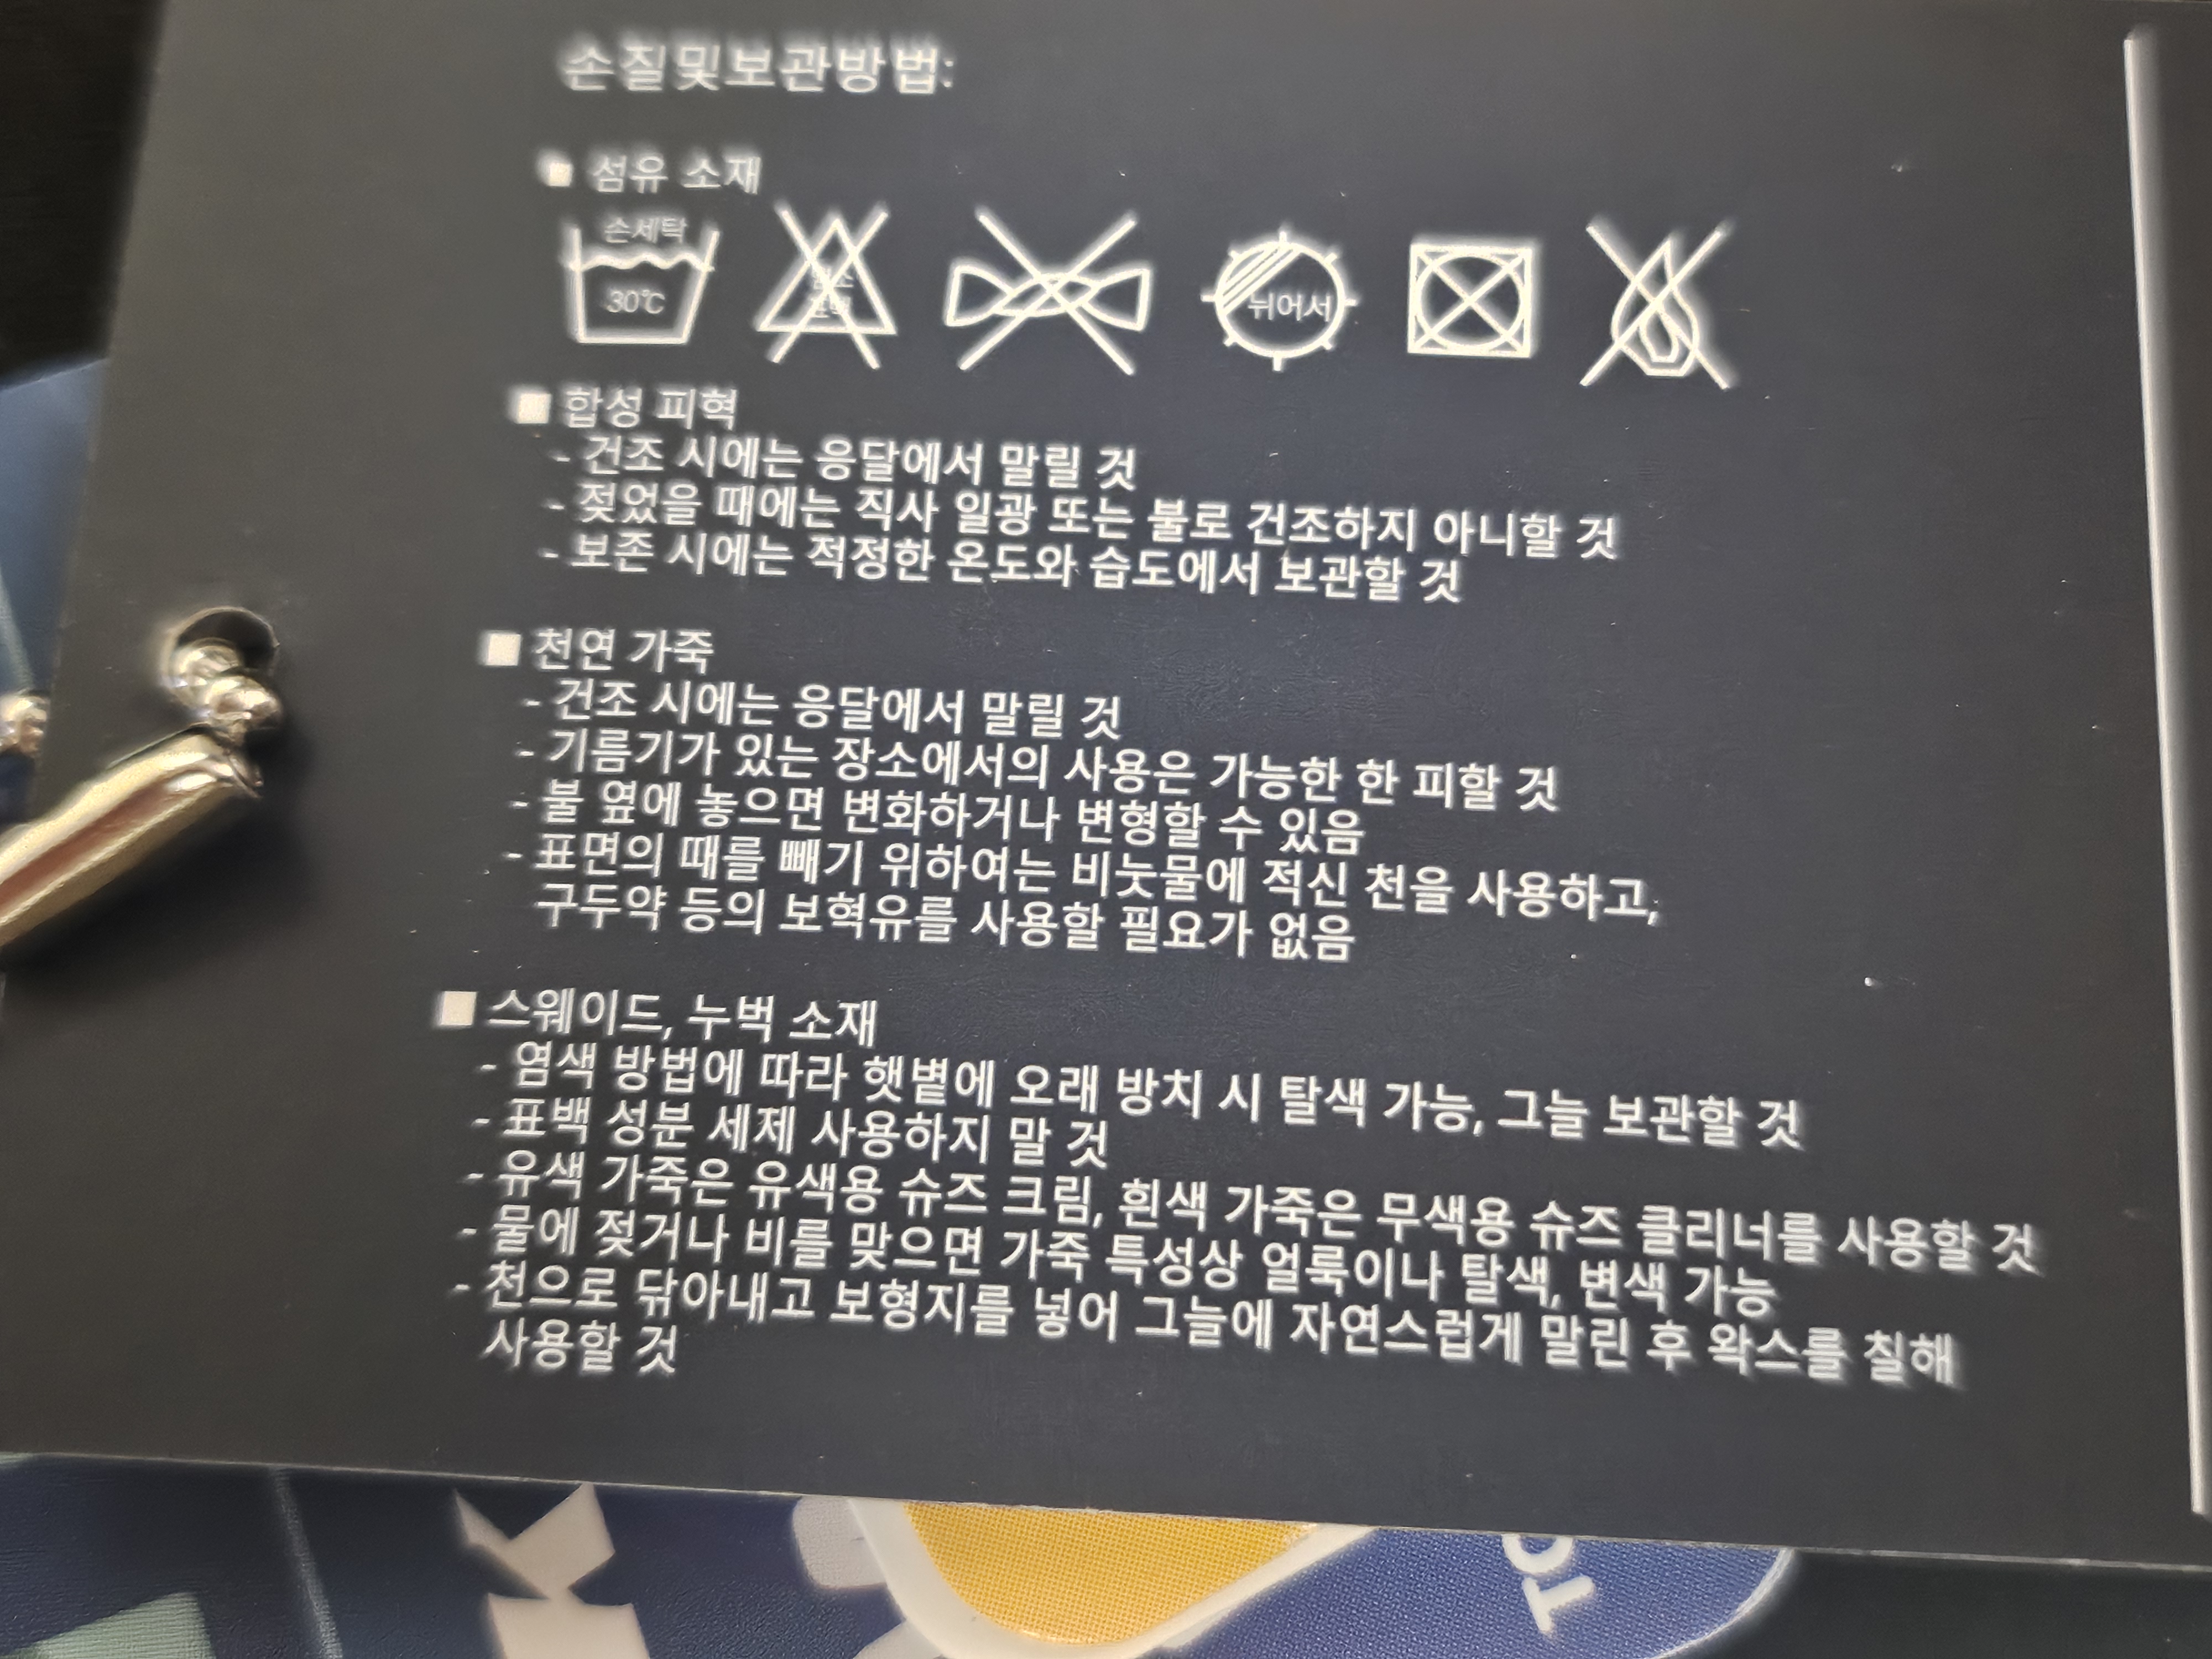 손질및보관방법:
■ 섬유 소재
손세탁
30℃
염소
표백
뉘어서
■ 합성 피혁
- 건조 시에는 응달에서 말릴 것
- 젖었을 때에는 직사 일광 또는 불로 건조하지 아니할 것
- 보존 시에는 적정한 온도와 습도에서 보관할 것
■ 천연 가죽
- 건조 시에는 응달에서 말릴 것
- 기름기가 있는 장소에서의 사용은 가능한 한 피할 것
- 불 옆에 놓으면 변화하거나 변형할 수 있음
- 표면의 때를 빼기 위하여는 비눗물에 적신 천을 사용하고,
구두약 등의 보혁유를 사용할 필요가 없음
■ 스웨이드, 누벅 소재
- 염색 방법에 따라 햇볕에 오래 방치 시 탈색 가능, 그늘 보관할 것
- 표백 성분 세제 사용하지 말 것
- 유색 가죽은 유색용 슈즈 크림, 흰색 가죽은 무색용 슈즈 클리너를 사용할 것
- 물에 젖거나 비를 맞으면 가죽 특성상 얼룩이나 탈색, 변색 가능
- 천으로 닦아내고 보형지를 넣어 그늘에 자연스럽게 말린 후 왁스를 칠해
사용할 것
TO